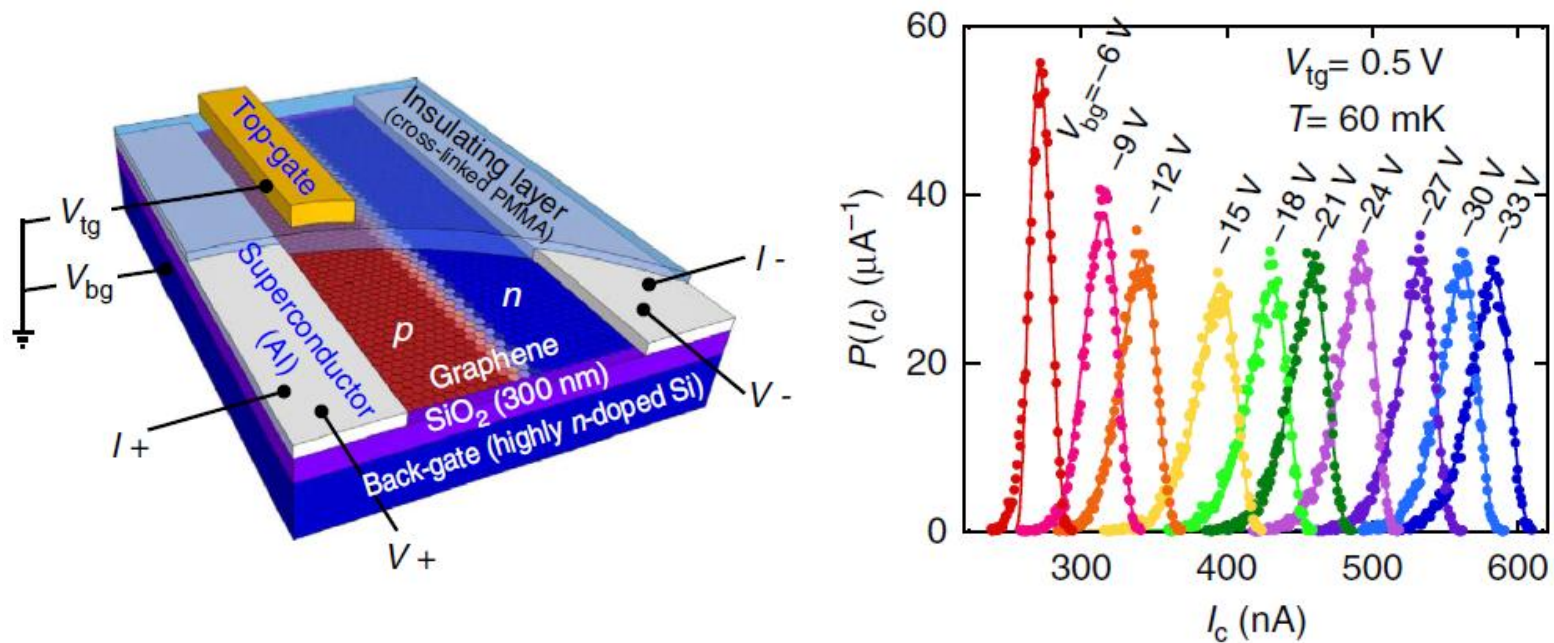 Top-gate
Insulating layer
(cross-linked PMMA)
V_tg
V_bg
Superconductor
(Al)
p
n
Graphene
SiO₂ (300 nm)
Back-gate (highly n-doped Si)
I -
V -
I +
V +
P(I_c) (μA⁻¹)
60
40
20
0
V_bg=−6 V
−9 V
−12 V
−15 V
−18 V
−21 V
−24 V
−27 V
−30 V
−33 V
V_tg= 0.5 V
T= 60 mK
300
400
500
600
I_c (nA)